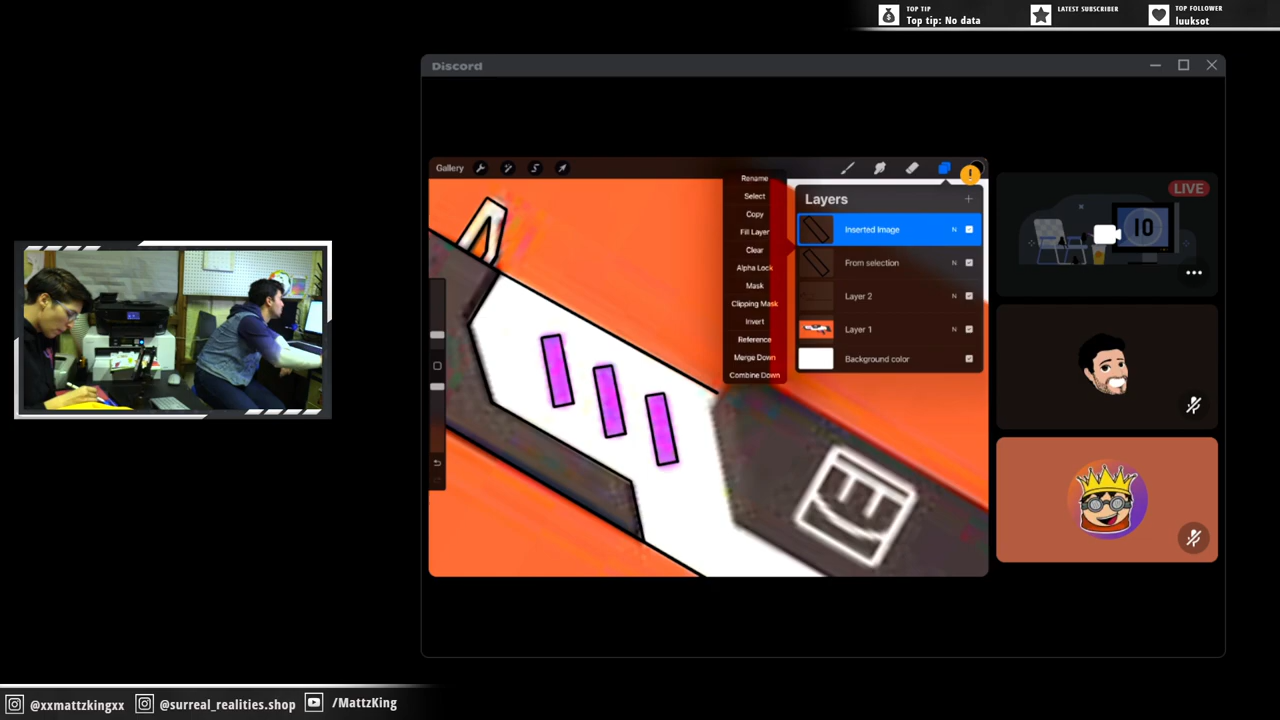 TOP TIP
Top tip: No data
LATEST SUBSCRIBER
TOP FOLLOWER
luuksot
Discord
Gallery
Rename
Select
Copy
Fill Layer
Clear
Alpha Lock
Mask
Clipping Mask
Invert
Reference
Merge Down
Combine Down
Layers
Inserted Image
N
From selection
N
Layer 2
N
Layer 1
N
Background color
LIVE
10
@xxmattzkingxx
@surreal_realities.shop
/MattzKing